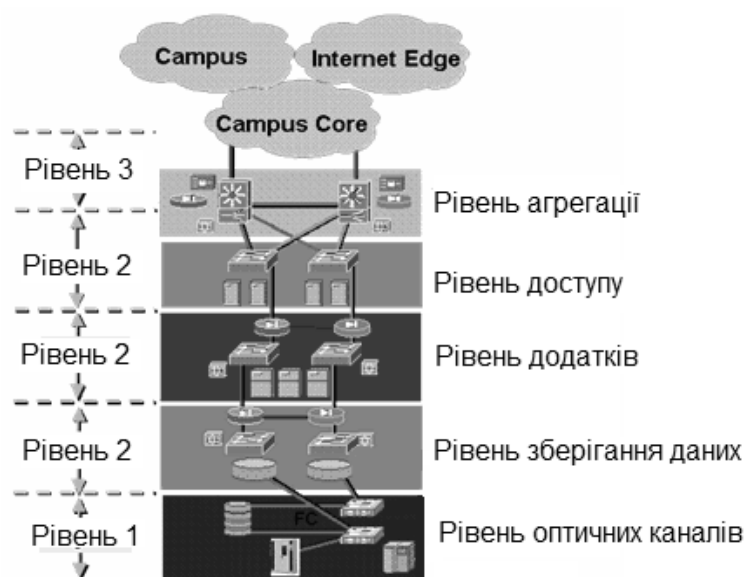 Campus
Internet Edge
Campus Core
Рівень 3
Рівень агрегації
Рівень 2
Рівень доступу
Рівень 2
Рівень додатків
Рівень 2
Рівень зберігання даних
FC
Рівень 1
Рівень оптичних каналів